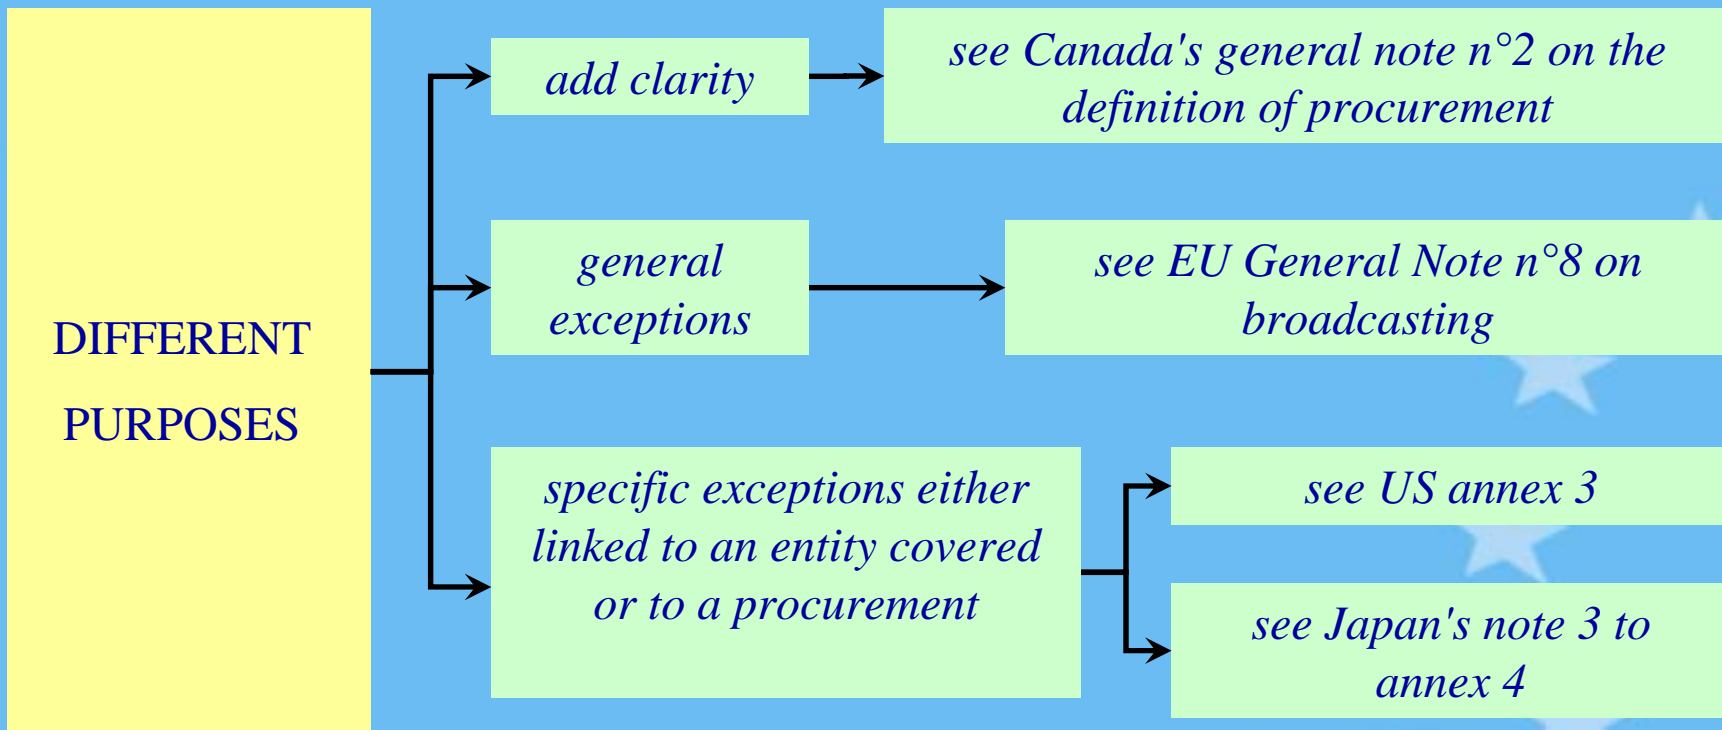 DIFFERENT
PURPOSES
add clarity
see Canada's general note n°2 on the
definition of procurement
general
exceptions
see EU General Note n°8 on
broadcasting
specific exceptions either
linked to an entity covered
or to a procurement
see US annex 3
see Japan's note 3 to
annex 4